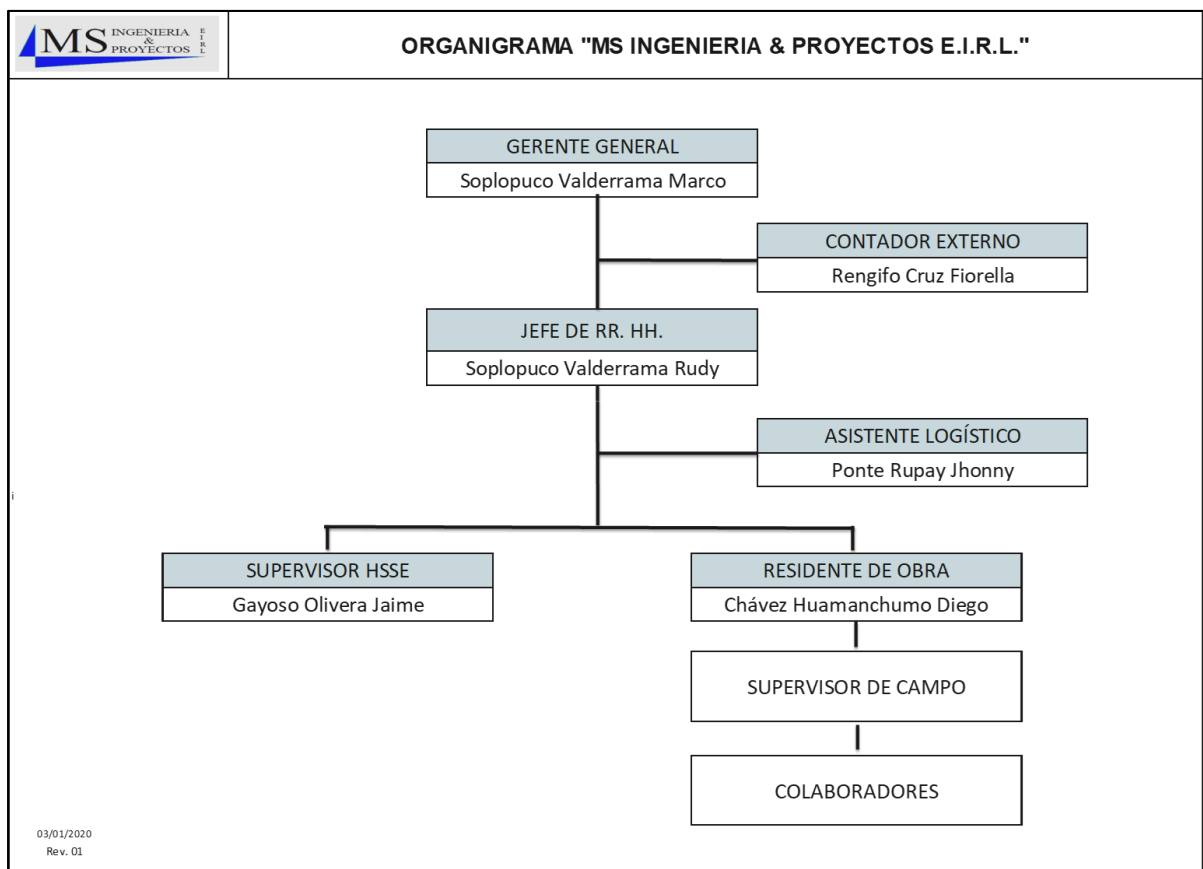 MS INGENIERIA
&
PROYECTOS
EIRL
ORGANIGRAMA "MS INGENIERIA & PROYECTOS E.I.R.L."
GERENTE GENERAL
Soplopuco Valderrama Marco
CONTADOR EXTERNO
Rengifo Cruz Fiorella
JEFE DE RR. HH.
Soplopuco Valderrama Rudy
ASISTENTE LOGÍSTICO
Ponte Rupay Jhonny
i
SUPERVISOR HSSE
Gayoso Olivera Jaime
RESIDENTE DE OBRA
Chávez Huamanchumo Diego
SUPERVISOR DE CAMPO
COLABORADORES
03/01/2020
Rev. 01